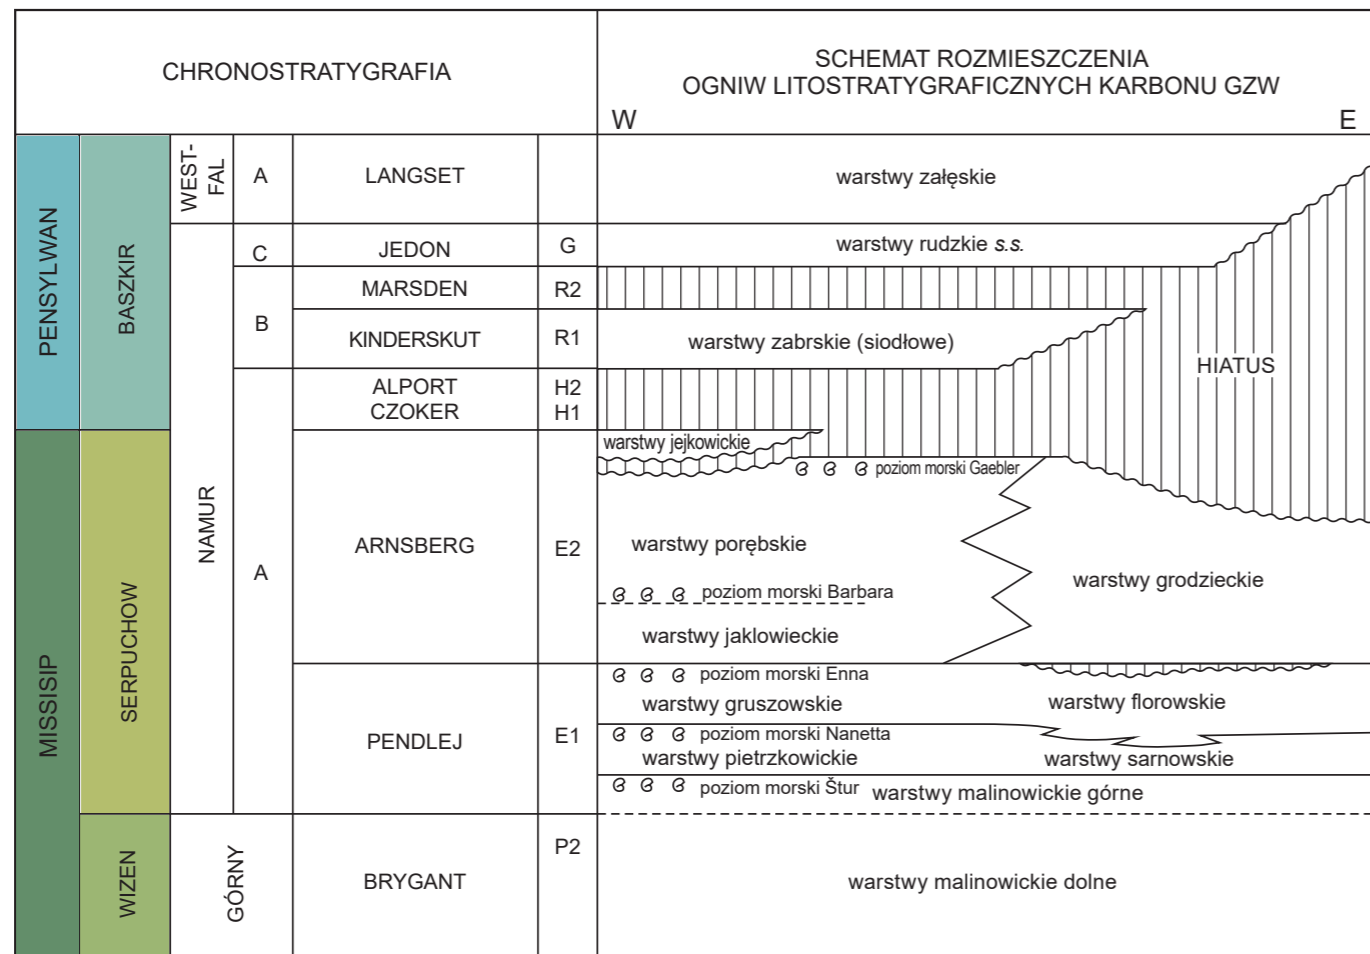 CHRONOSTRATYGRAFIA
SCHEMAT ROZMIESZCZENIA
OGNIW LITOSTRATYGRAFICZNYCH KARBONU GZW
W
E
PENSYLWAN
MISSISIP
BASZKIR
SERPUCHOW
WIZEN
WEST-
FAL
NAMUR
GÓRNY
A
C
B
A
LANGSET
JEDON
G
MARSDEN
R2
KINDERSKUT
R1
ALPORT
H2
CZOKER
H1
ARNSBERG
E2
PENDLEJ
E1
BRYGANT
P2
warstwy załęskie
warstwy rudzkie s.s.
warstwy zabrskie (siodłowe)
HIATUS
warstwy jejkowickie
poziom morski Gaebler
warstwy porębskie
warstwy grodzieckie
poziom morski Barbara
warstwy jaklowieckie
poziom morski Enna
warstwy gruszowskie
warstwy florowskie
poziom morski Nanetta
warstwy pietrzkowickie
warstwy sarnowskie
poziom morski Štur
warstwy malinowickie górne
warstwy malinowickie dolne